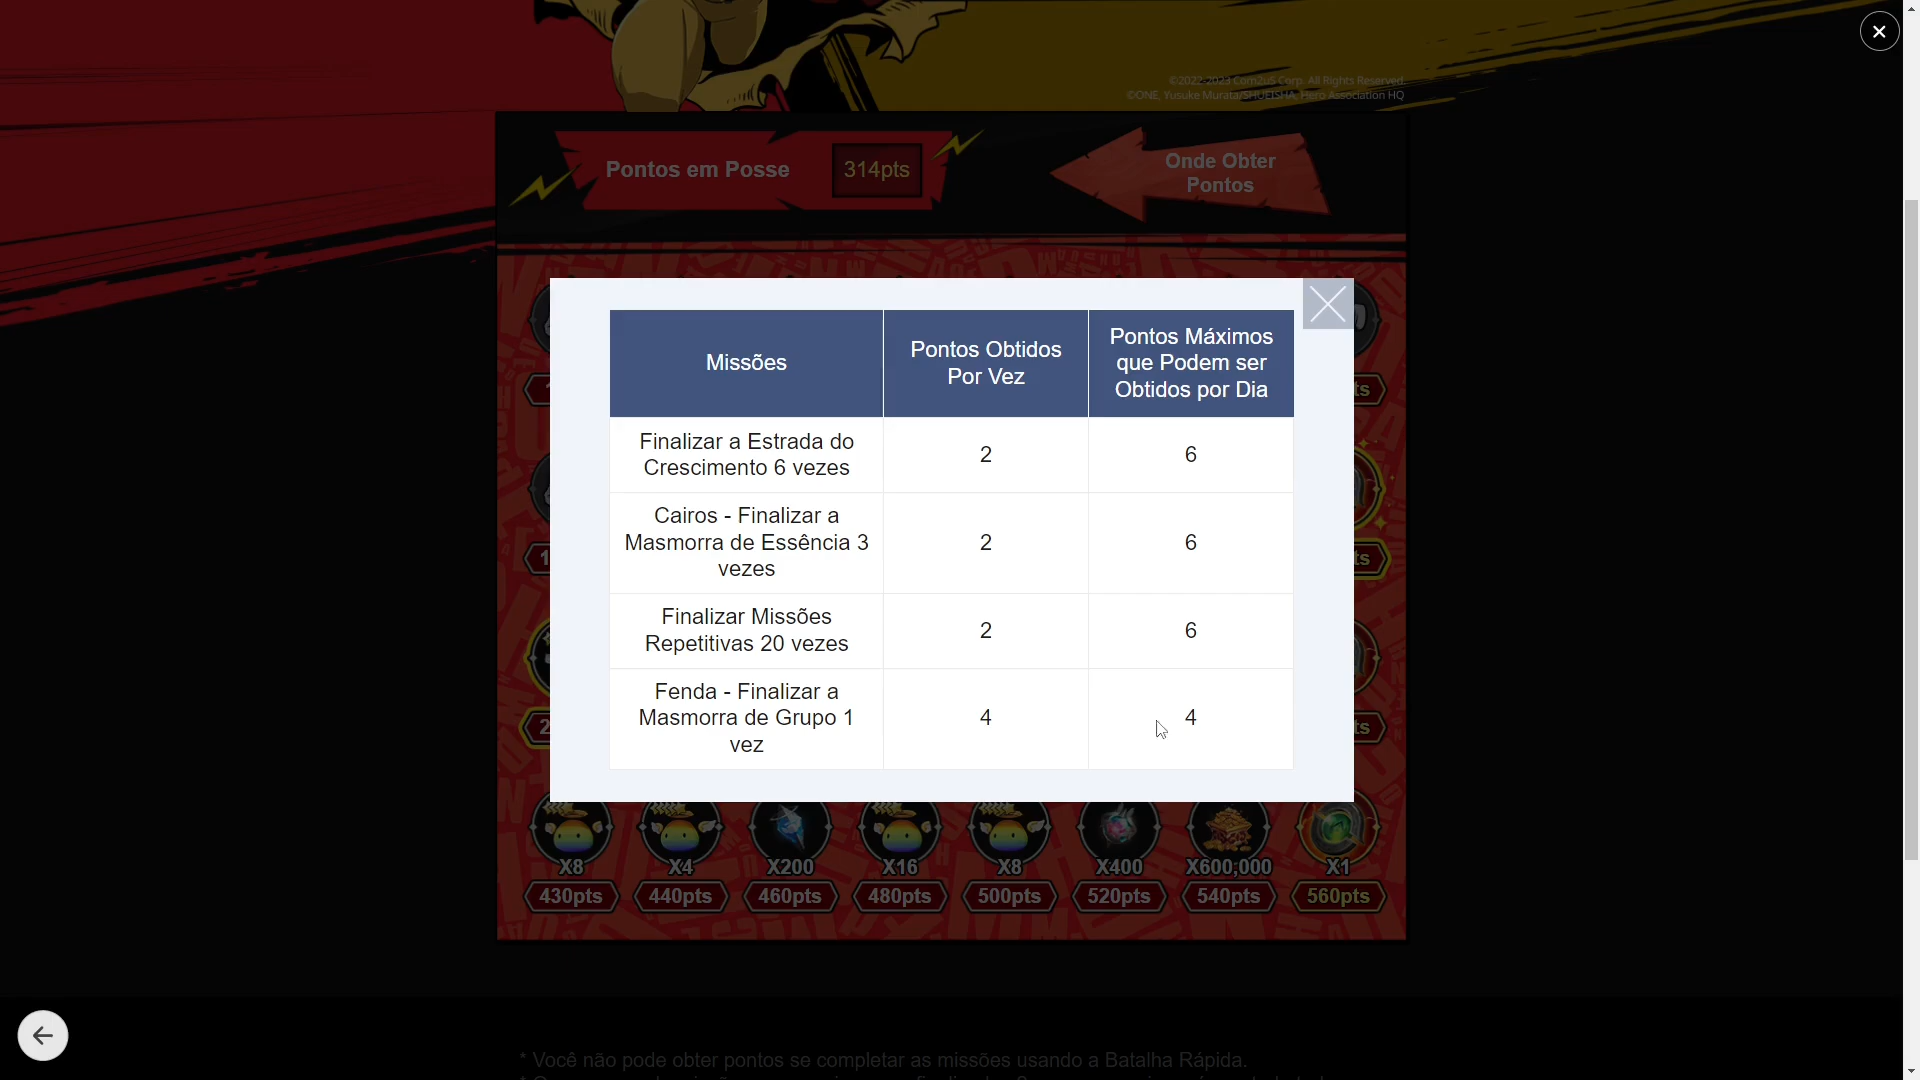 ©2022-2023 Com2uS Corp. All Rights Reserved.
©ONE, Yusuke Murata/SHUEISHA, Hero Association HQ
Pontos em Posse
314pts
Onde Obter
Pontos
Missões
Pontos Obtidos
Por Vez
Pontos Máximos
que Podem ser
Obtidos por Dia
Finalizar a Estrada do
Crescimento 6 vezes
2
6
Cairos - Finalizar a
Masmorra de Essência 3
vezes
2
6
Finalizar Missões
Repetitivas 20 vezes
2
6
Fenda - Finalizar a
Masmorra de Grupo 1
vez
4
4
X8
X4
X200
X16
X8
X400
X600,000
X1
430pts
440pts
460pts
480pts
500pts
520pts
540pts
560pts
* Você não pode obter pontos se completar as missões usando a Batalha Rápida.